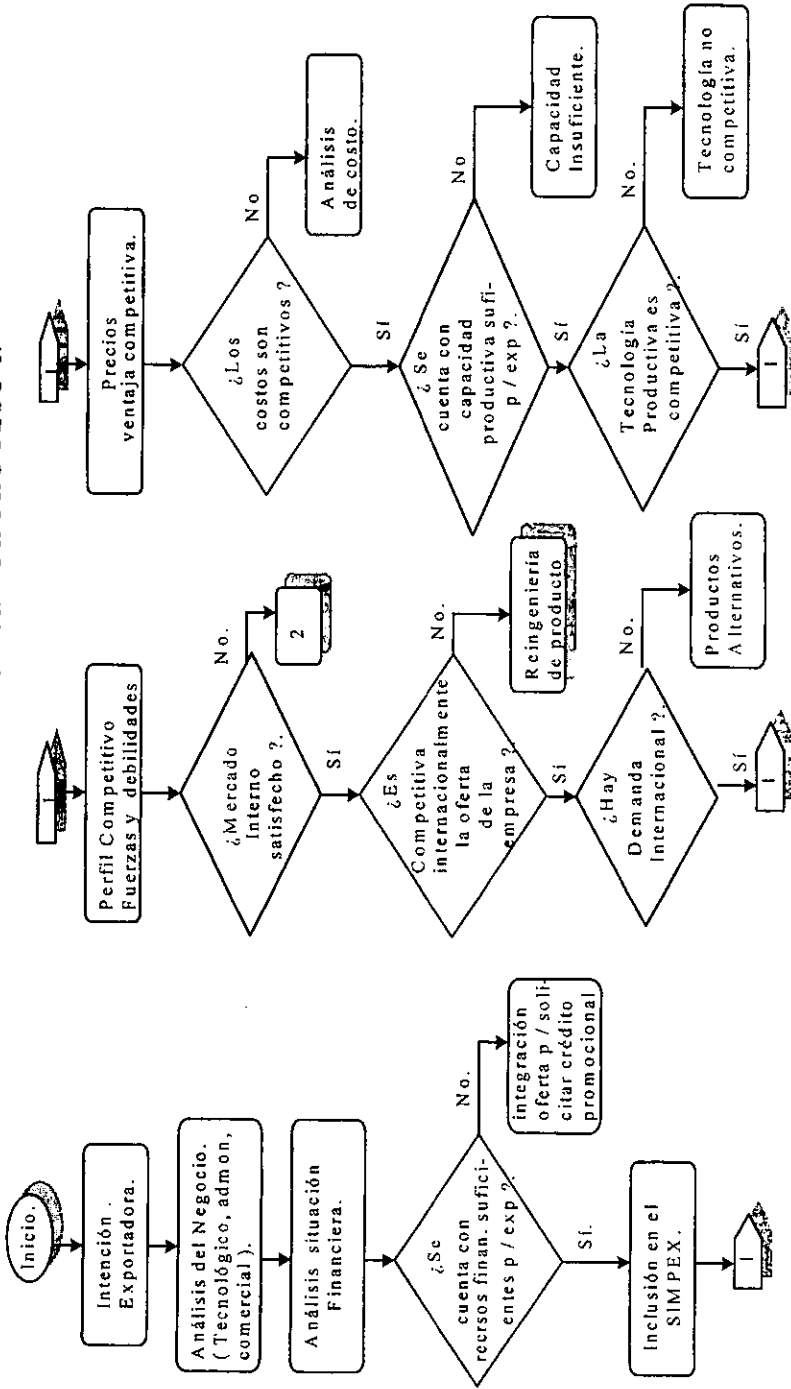 Inicio.
Intención .
Exportadora.
Análisis del Negocio.
( Tecnológico, admon,
comercial ).
Análisis situación
Financiera.
¿Se
cuenta con
recrsos finan. sufici-
entes p / exp ?.
No.
integración
oferta p / soli-
citar crédito
promocional
Sí.
Inclusión en el
SIMPEX.
1
1
Perfil Competitivo
Fuerzas y debilidades
¿Mercado
Interno
satisfecho ?.
No.
2
Sí
¿Es
Competitiva
internacionalmente
la oferta
de la
empresa ?.
No.
Reingeniería
de producto
Sí
¿Hay
Demanda
Internacional ?.
No.
Productos
Alternativos.
Sí
1
1
Precios
ventaja competitiva.
¿Los
costos son
competitivos ?
No
Análisis
de costo.
Sí
¿ Se
cuenta con
capacidad
productiva sufi-
p / exp ?.
No
Capacidad
Insuficiente.
Sí
¿La
Tecnología
Productiva es
competitiva ?.
No.
Tecnología no
competitiva.
Sí
1